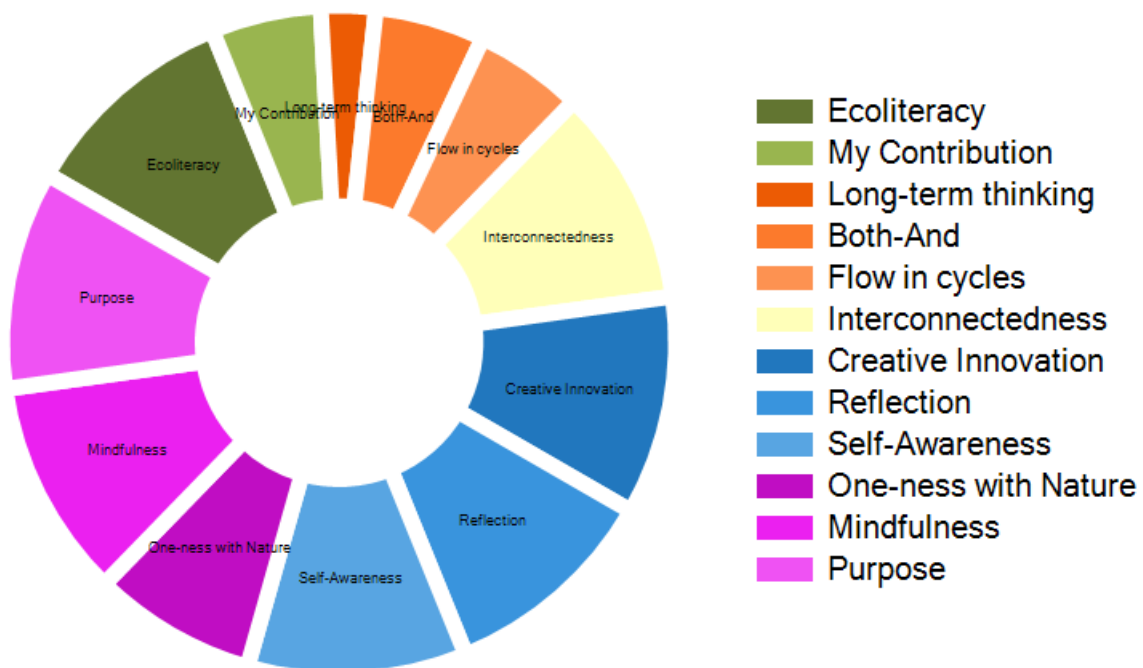 Long-term thinking
My Contribution
Both-And
Flow in cycles
Ecoliteracy
Interconnectedness
Purpose
Creative Innovation
Mindfulness
Reflection
One-ness with Nature
Self-Awareness
Ecoliteracy
My Contribution
Long-term thinking
Both-And
Flow in cycles
Interconnectedness
Creative Innovation
Reflection
Self-Awareness
One-ness with Nature
Mindfulness
Purpose